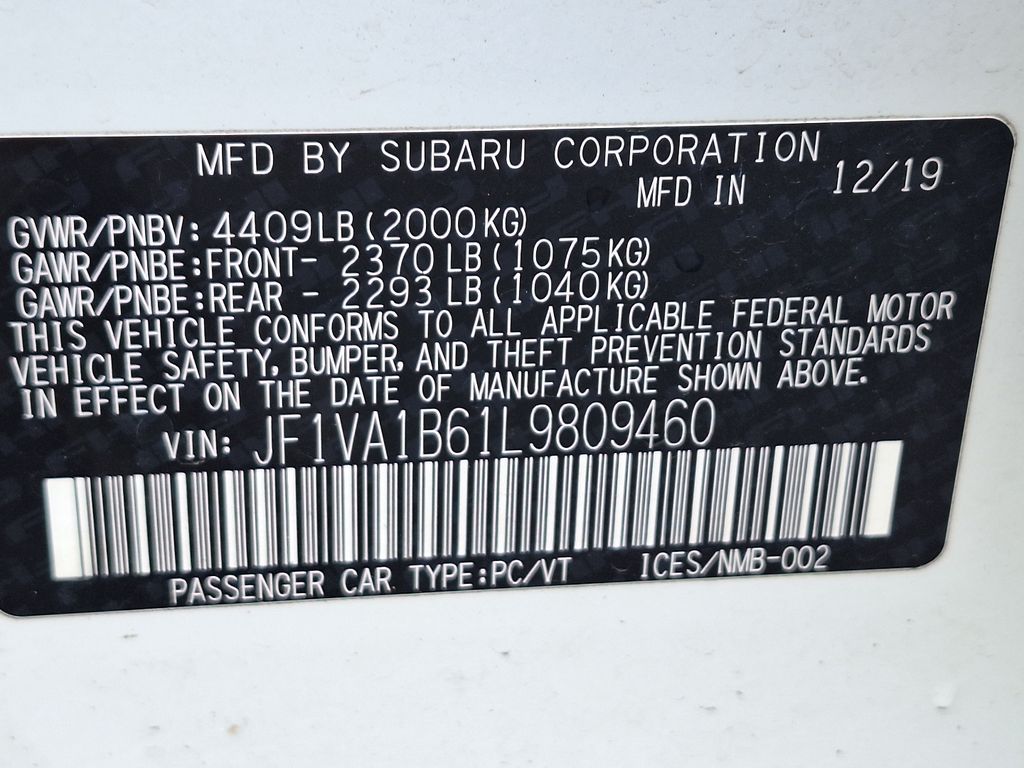 MFD BY SUBARU CORPORATION
MFD IN 12/19
GVWR/PNBV: 4409LB(2000KG)
GAWR/PNBE:FRONT- 2370LB(1075KG)
GAWR/PNBE:REAR - 2293LB(1040KG)
THIS VEHICLE CONFORMS TO ALL APPLICABLE FEDERAL MOTOR
VEHICLE SAFETY, BUMPER, AND THEFT PREVENTION STANDARDS
IN EFFECT ON THE DATE OF MANUFACTURE SHOWN ABOVE.
VIN: JF1VA1B61L9809460
PASSENGER CAR TYPE:PC/VT ICES/NMB-002